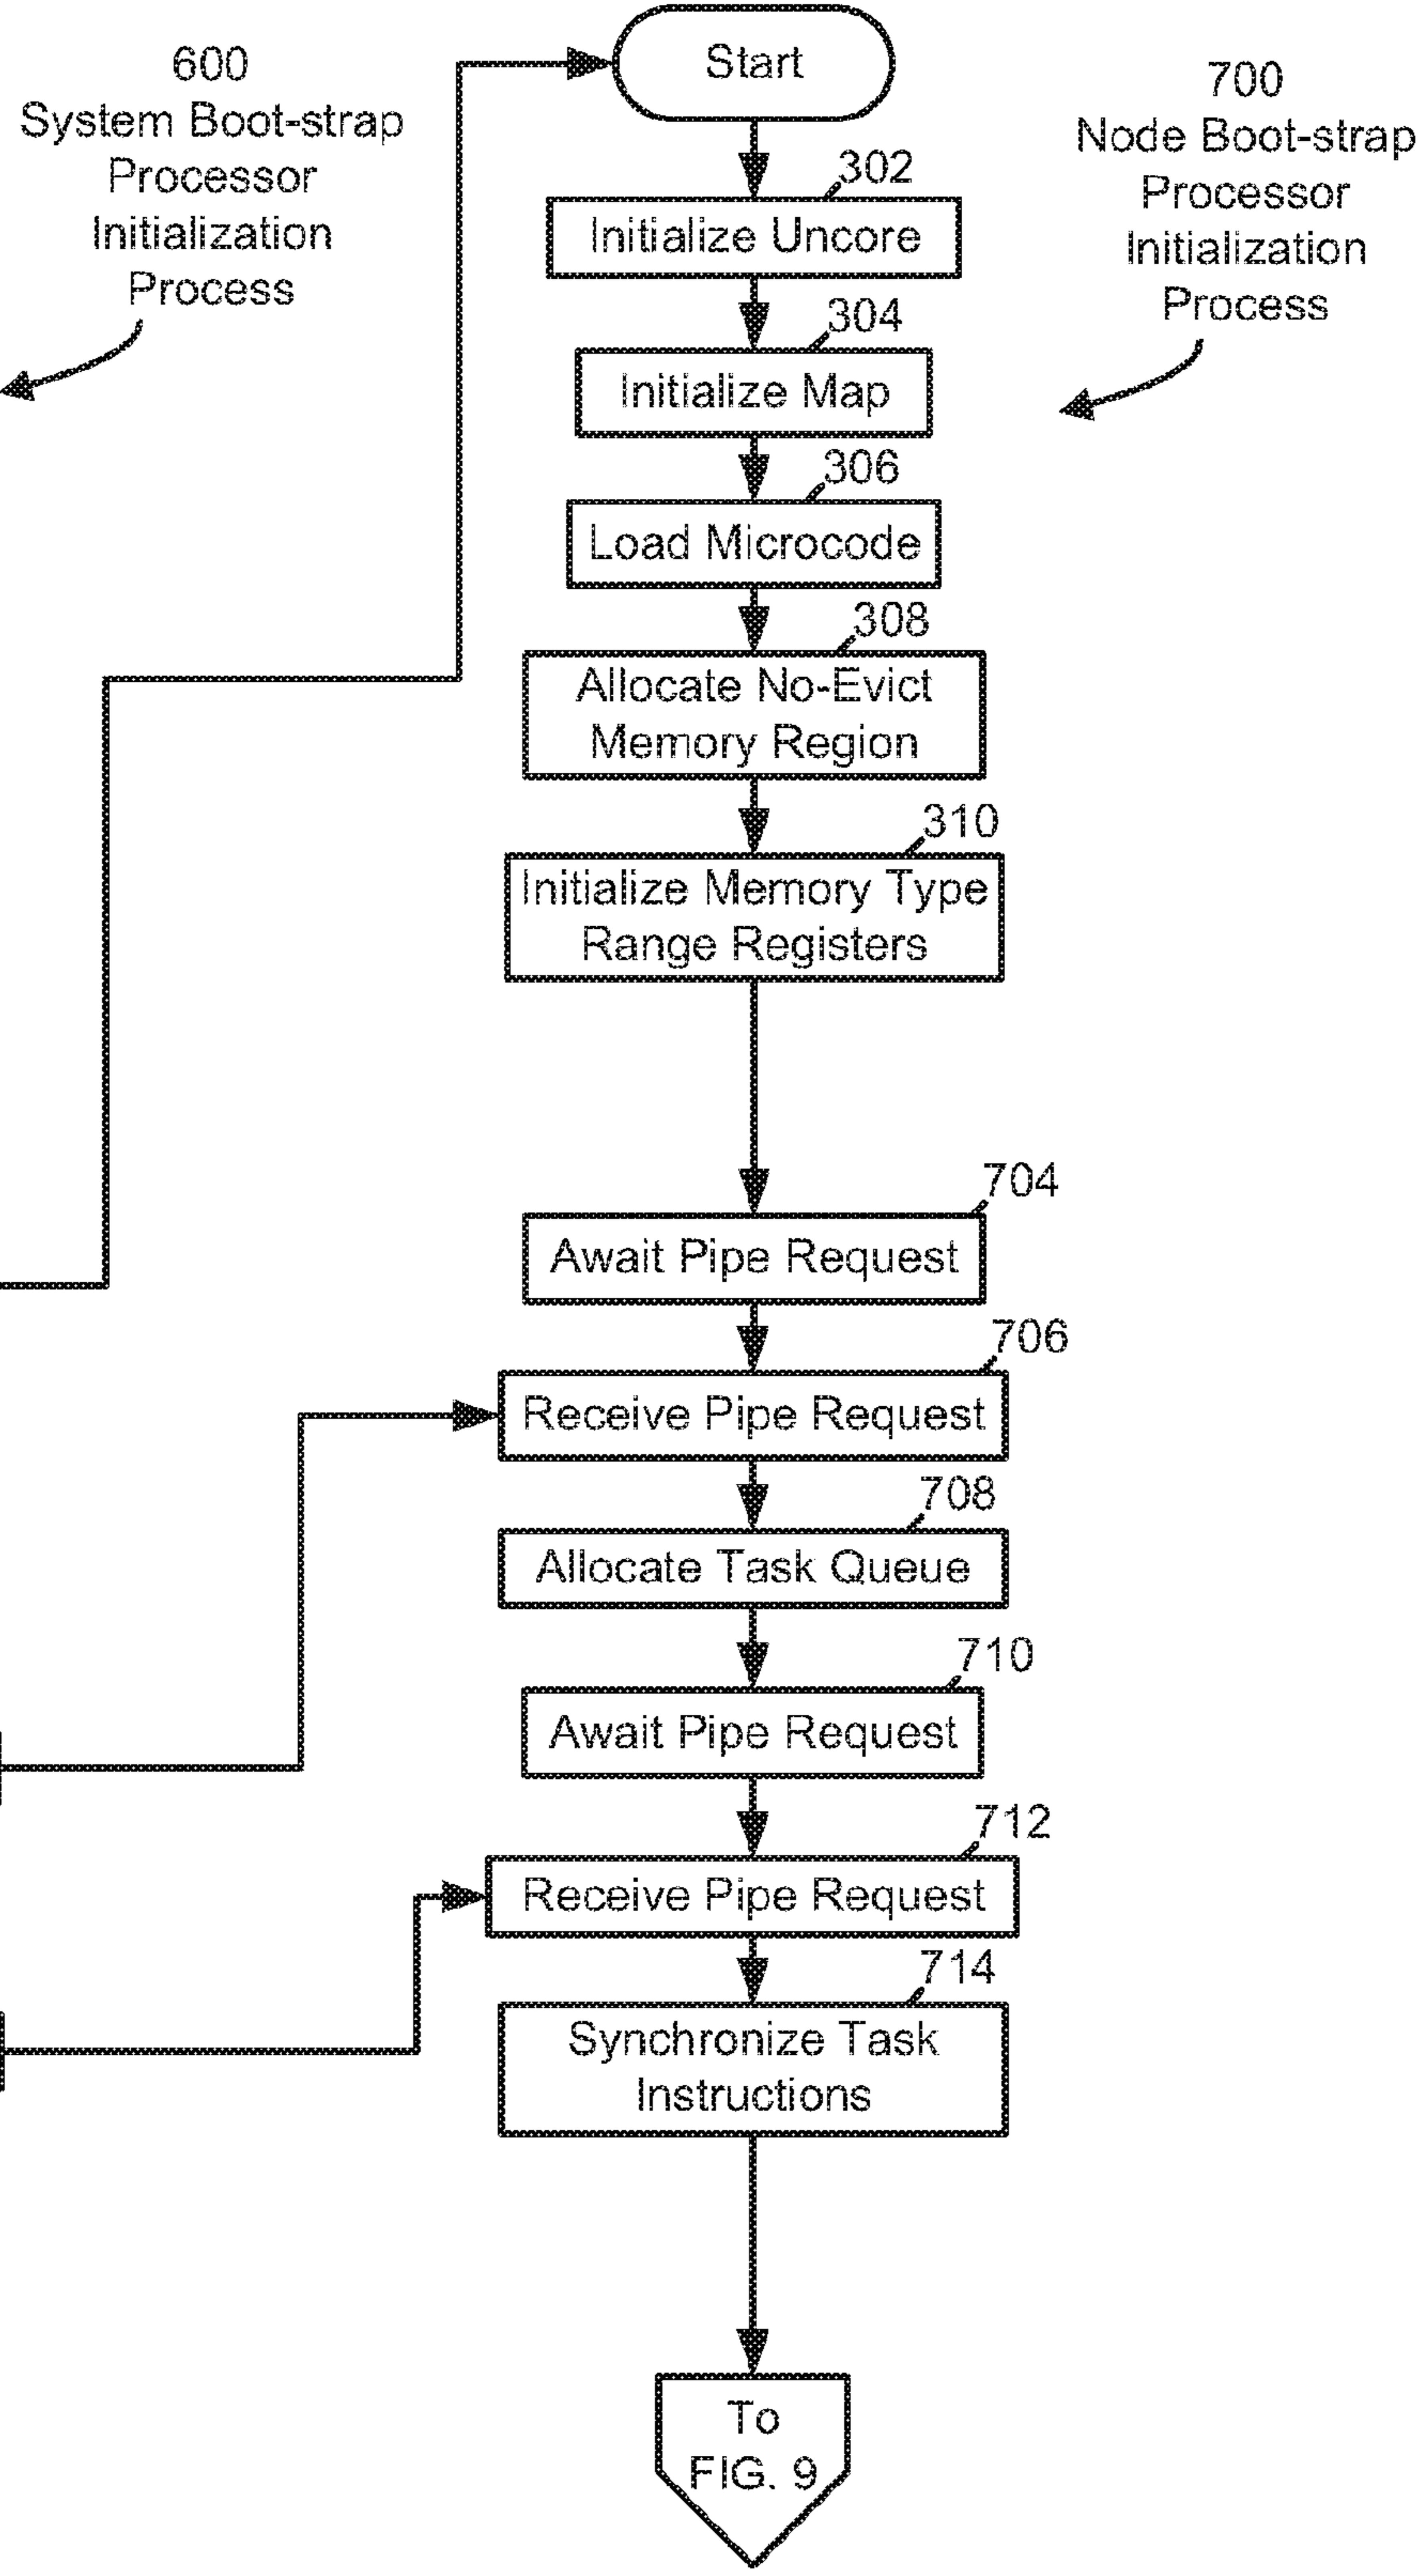 600
System Boot-strap
Processor
Initialization
Process
Start
700
Node Boot-strap
Processor
Initialization
Process
302
Initialize Uncore
304
Initialize Map
306
Load Microcode
308
Allocate No-Evict
Memory Region
310
Initialize Memory Type
Range Registers
704
Await Pipe Request
706
Receive Pipe Request
708
Allocate Task Queue
710
Await Pipe Request
712
Receive Pipe Request
714
Synchronize Task
Instructions
To
FIG. 9